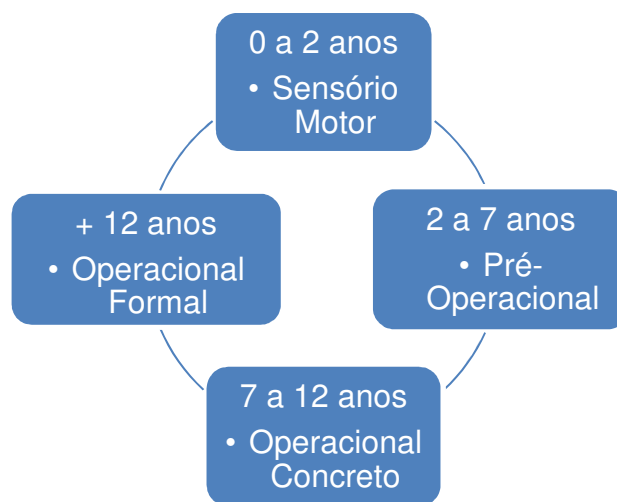 0 a 2 anos
• Sensório
Motor
2 a 7 anos
• Pré-
Operacional
7 a 12 anos
• Operacional
Concreto
+ 12 anos
• Operacional
Formal